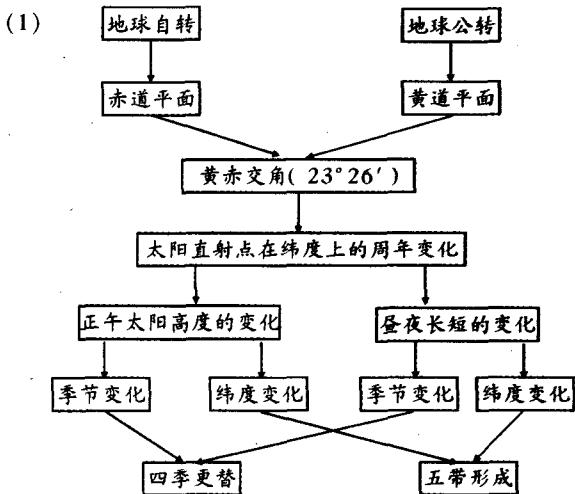 (1)
地球自转 地球公转
赤道平面 黄道平面
黄赤交角(23°26′)
太阳直射点在纬度上的周年变化
正午太阳高度的变化 昼夜长短的变化
季节变化 纬度变化 季节变化 纬度变化
四季更替 五带形成